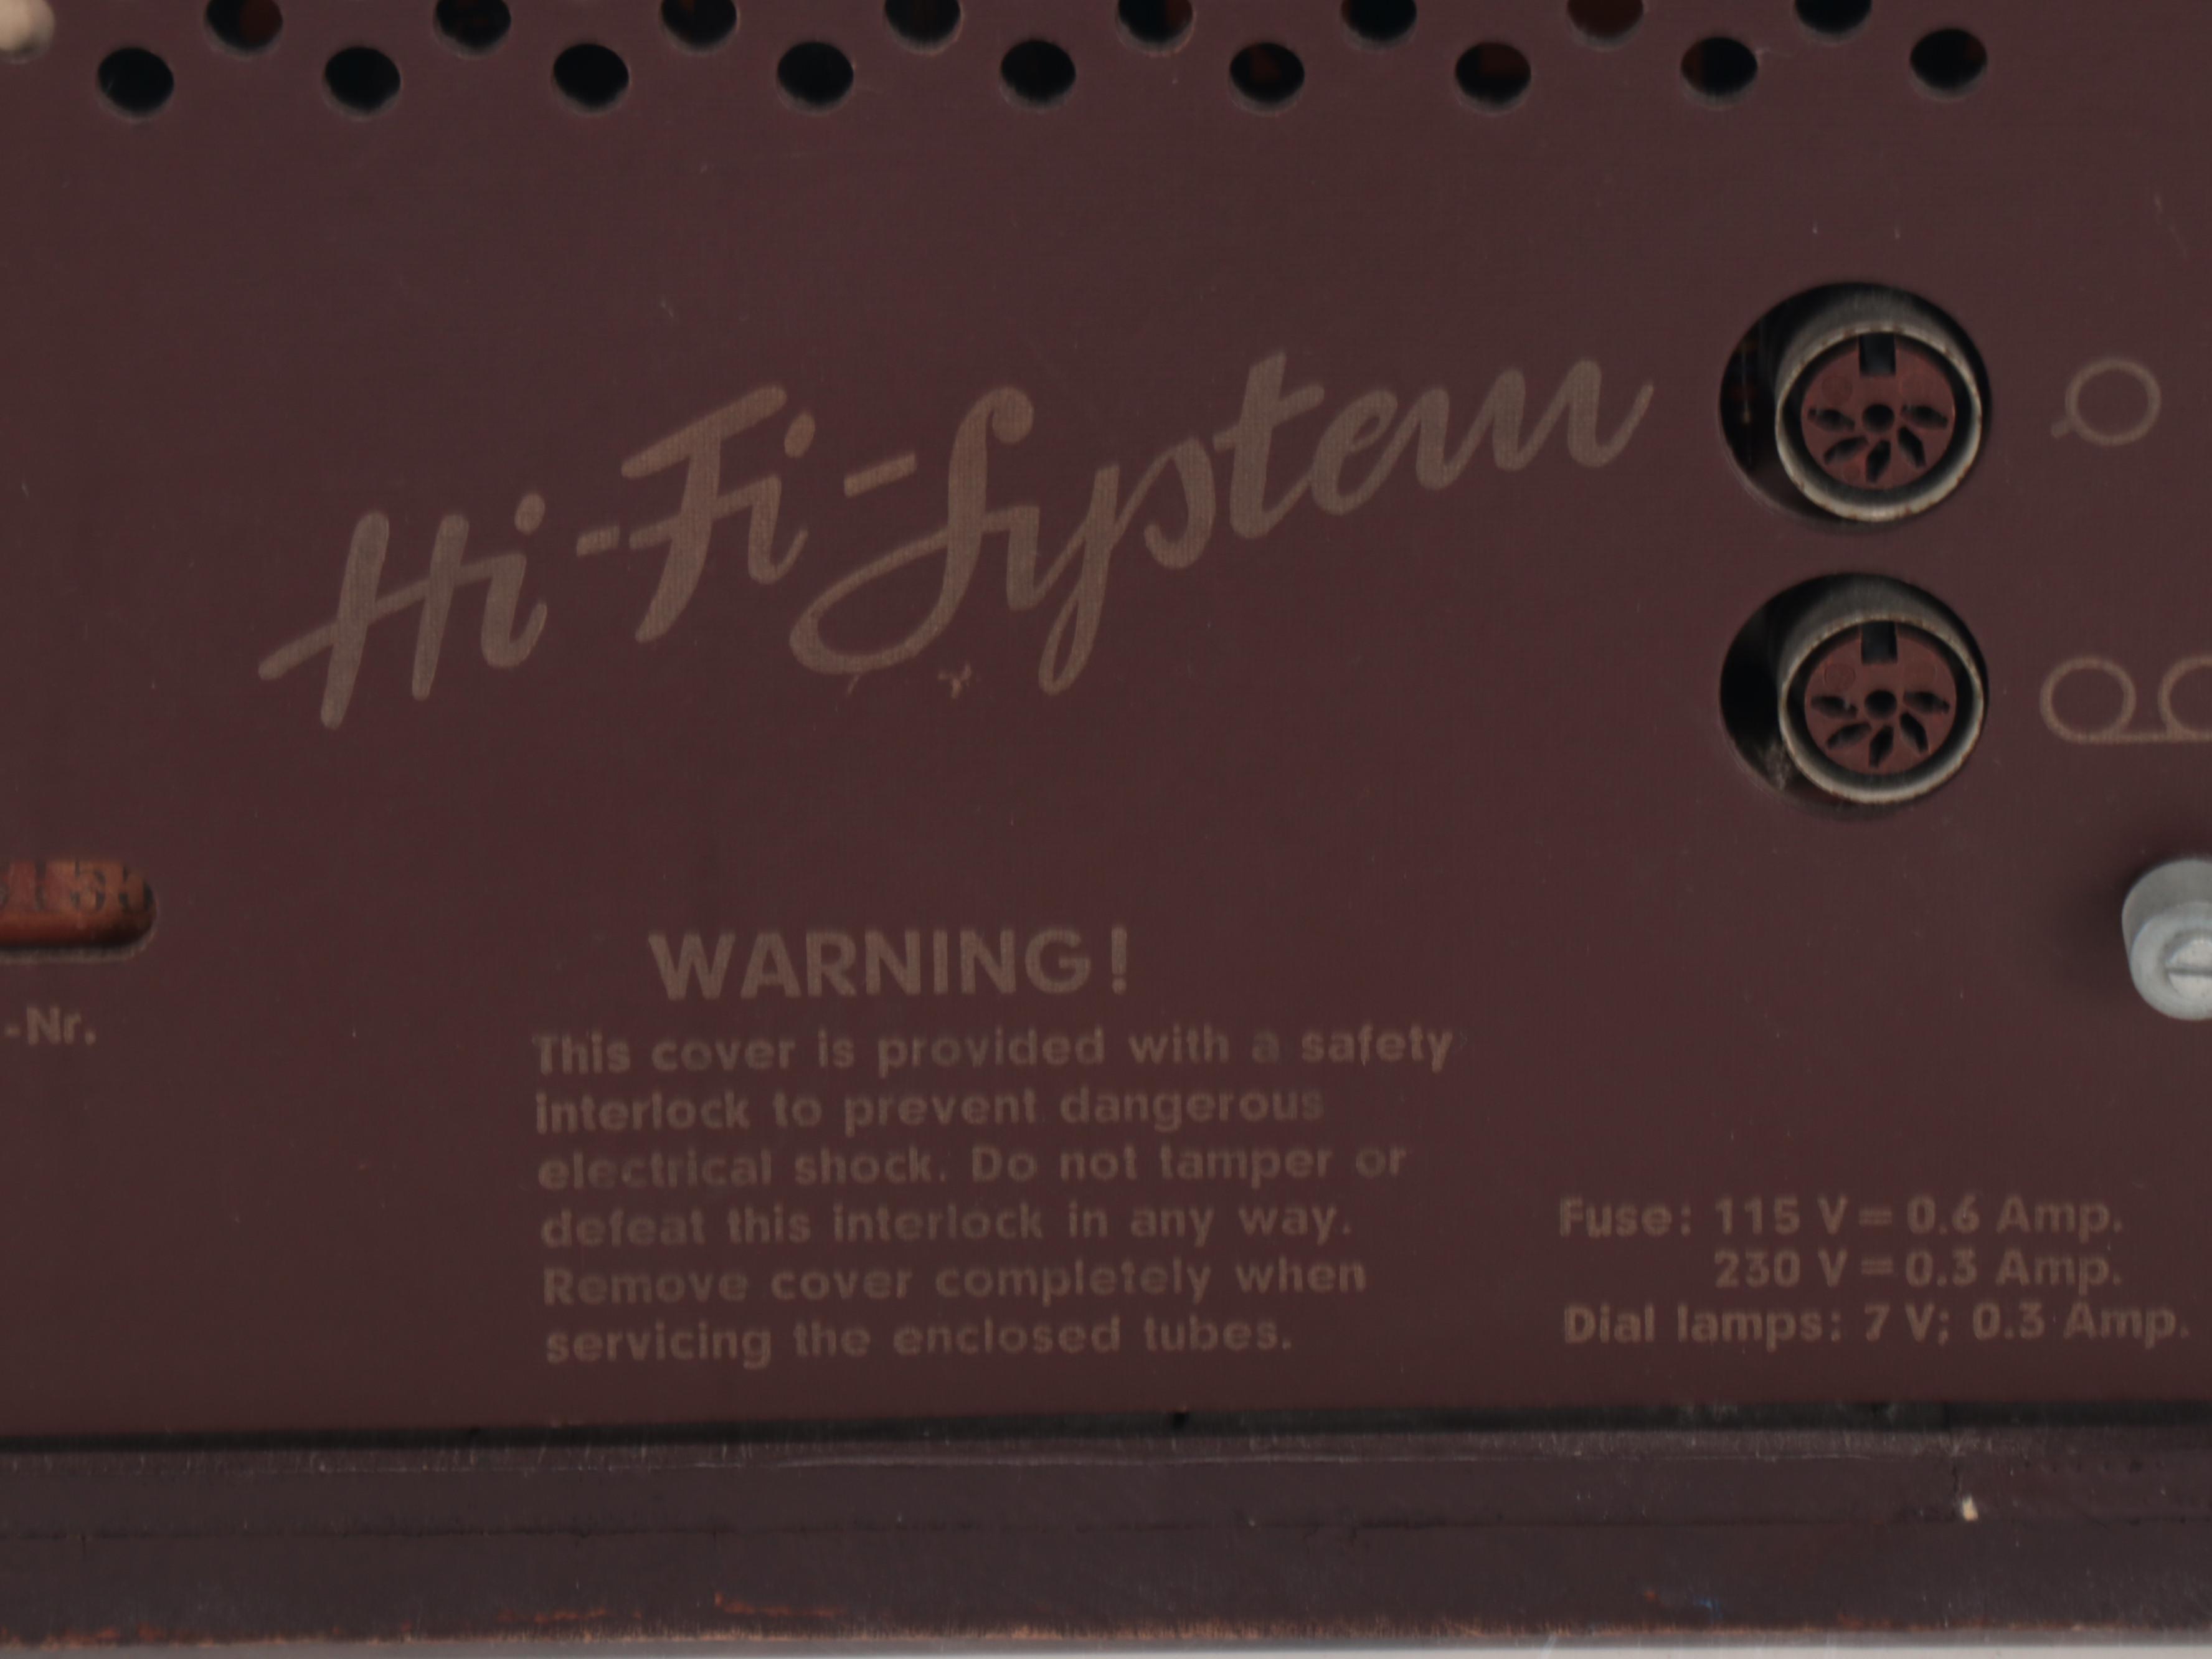 Hi-Fi-System
-Nr.
WARNING!
This cover is provided with a safety
interlock to prevent dangerous
electrical shock. Do not tamper or
defeat this interlock in any way.
Remove cover completely when
servicing the enclosed tubes.
Fuse: 115 V = 0.6 Amp.
230 V = 0.3 Amp.
Dial lamps: 7 V; 0.3 Amp.